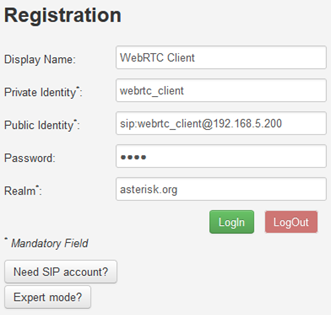 Registration
Display Name: WebRTC Client
Private Identity*: webrtc_client
Public Identity*: sip:webrtc_client@192.168.5.200
Password: ••••
Realm*: asterisk.org
LogIn LogOut
* Mandatory Field
Need SIP account?
Expert mode?